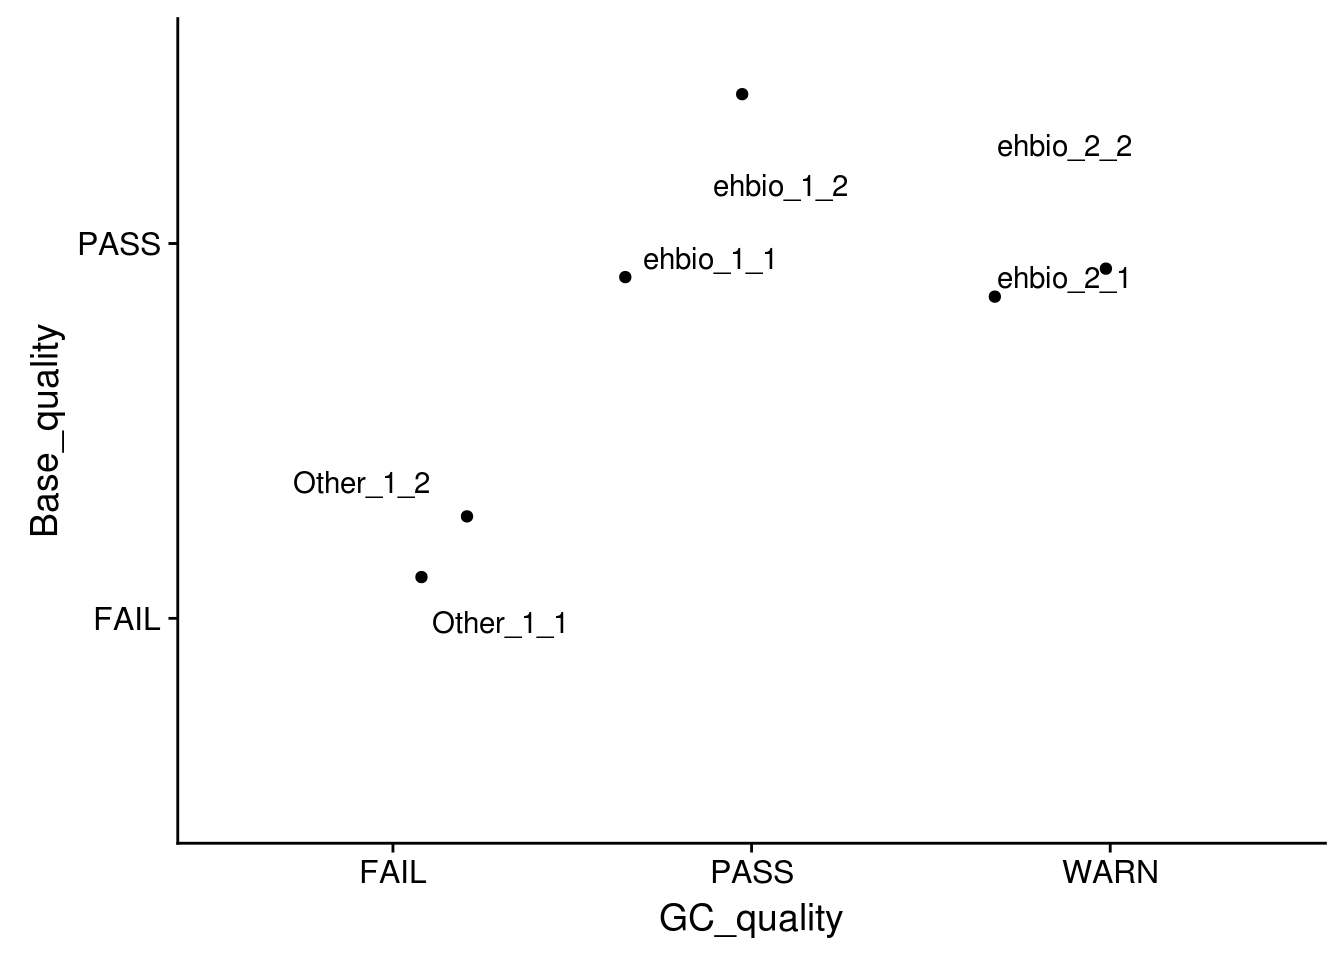 ehbio_2_2
ehbio_1_2
PASS
ehbio_1_1
ehbio_2_1
Base_quality
Other_1_2
FAIL
Other_1_1
FAIL
PASS
WARN
GC_quality